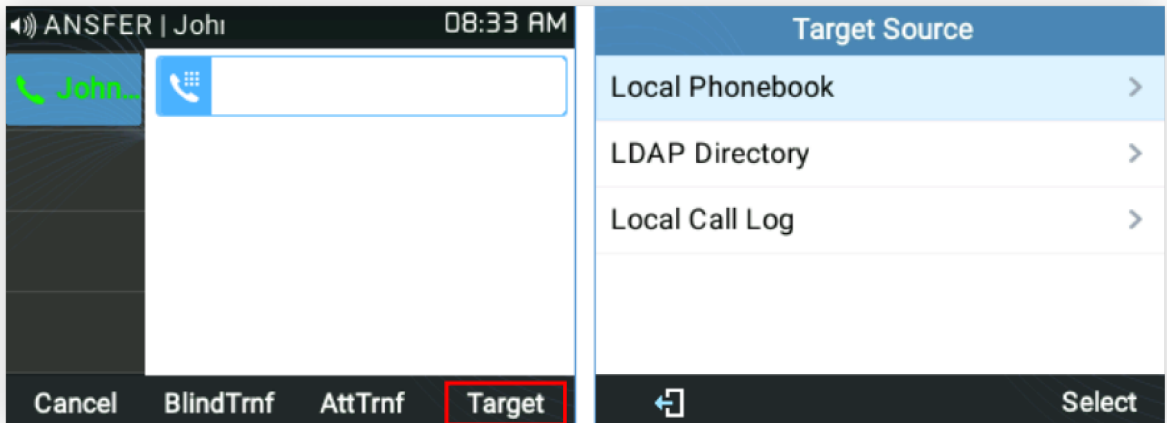 ANSFER | Johı
08:33 AM
John...
Cancel BlindTrnf AttTrnf Target
Target Source
Local Phonebook
LDAP Directory
Local Call Log
Select